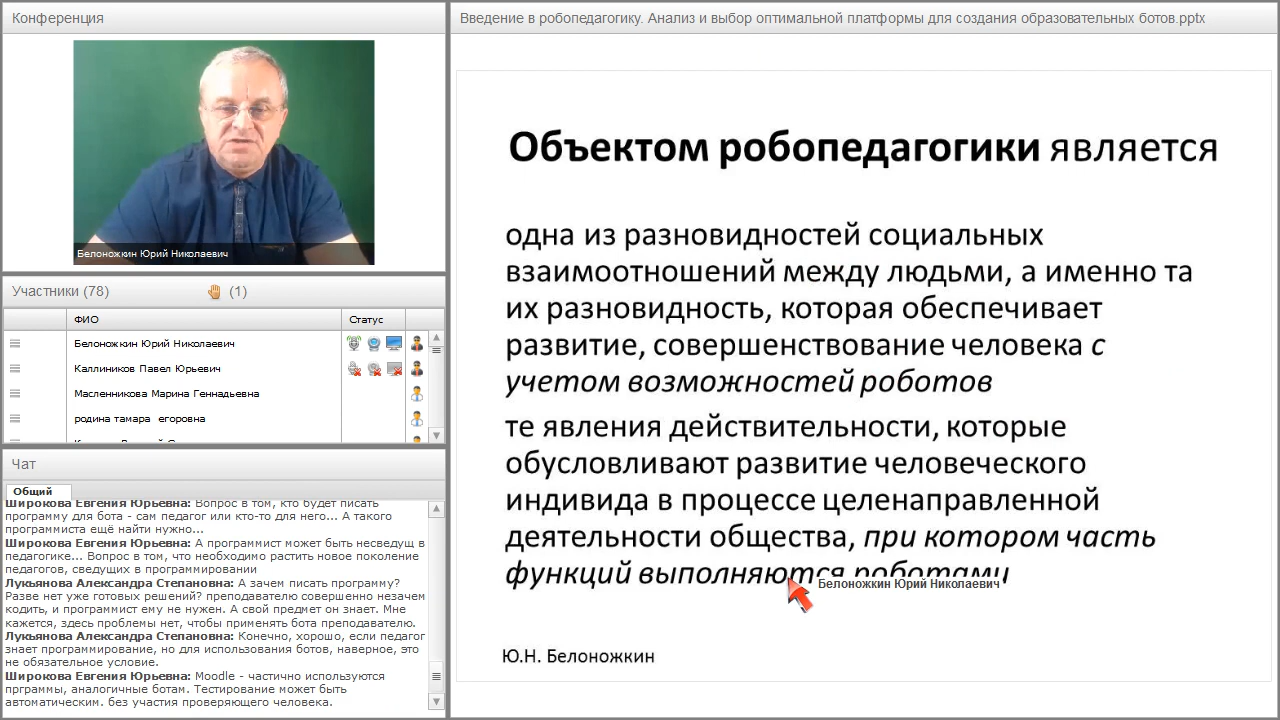 Конференция
Белоножкин Юрий Николаевич
Участники (78)
(1)
ФИО
Статус
Белоножкин Юрий Николаевич
Каллиников Павел Юрьевич
Масленникова Марина Геннадьевна
родина тамара егоровна
Чат
Общий
Широкова Евгения Юрьевна: Вопрос в том, кто будет писать
программу для бота - сам педагог или кто-то для него... А такого
программиста ещё найти нужно...
Широкова Евгения Юрьевна: А программист может быть несведущ в
педагогике... Вопрос в том, что необходимо растить новое поколение
педагогов, сведущих в программировании
Лукьянова Александра Степановна: А зачем писать программу?
Разве нет уже готовых решений? преподавателю совершенно незачем
кодить, и программист ему не нужен. А свой предмет он знает. Мне
кажется, здесь проблемы нет, чтобы применять бота преподавателю.
Лукьянова Александра Степановна: Конечно, хорошо, если педагог
знает программирование, но для использования ботов, наверное, это
не обязательное условие.
Широкова Евгения Юрьевна: Moodle - частично используются
прграммы, аналогичные ботам. Тестирование может быть
автоматическим. без участия проверяющего человека.
Введение в робопедагогику. Анализ и выбор оптимальной платформы для создания образовательных ботов.pptx
Объектом робопедагогики является
одна из разновидностей социальных
взаимоотношений между людьми, а именно та
их разновидность, которая обеспечивает
развитие, совершенствование человека с
учетом возможностей роботов
те явления действительности, которые
обусловливают развитие человеческого
индивида в процессе целенаправленной
деятельности общества, при котором часть
функций выполняются роботами
Белоножкин Юрий Николаевич
Ю.Н. Белоножкин